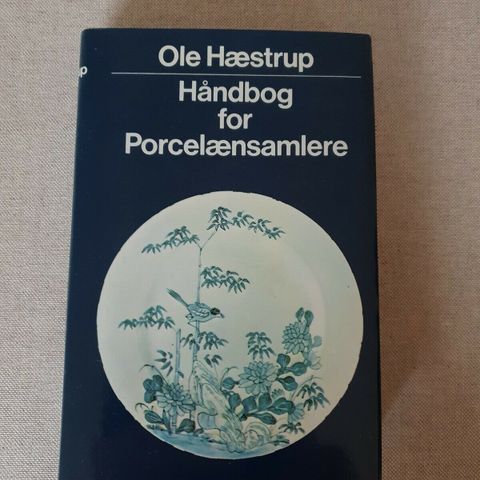 Ole Hæstrup
Håndbog
for
Porcelænsamlere